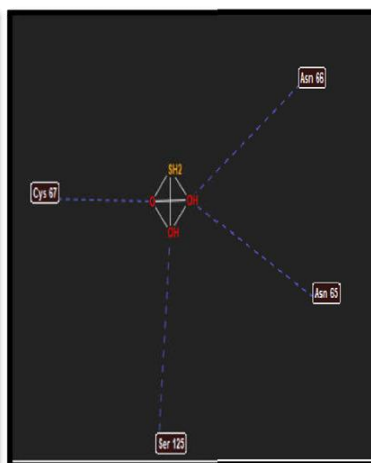 Asn 66
SH2
Cys 67
O
OH
OH
Asn 65
Ser 125